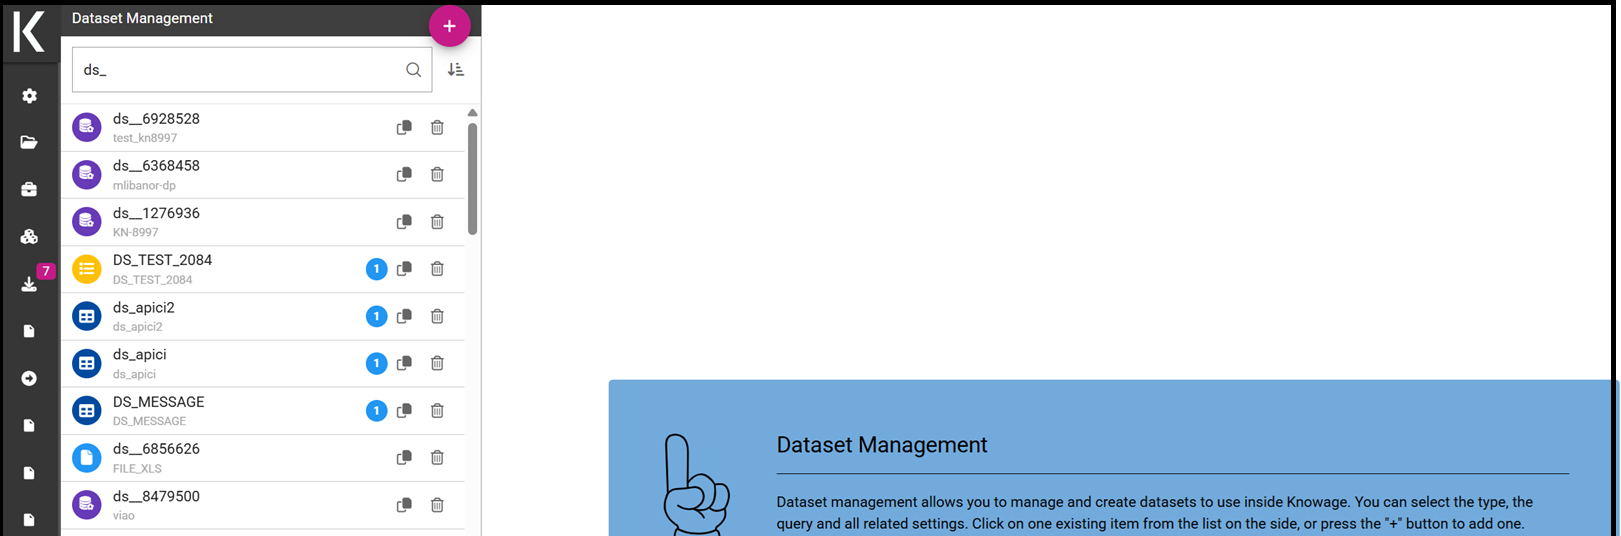 K
Dataset Management
+
ds_
ds__6928528
test_kn8997
ds__6368458
mlibanor-dp
ds__1276936
KN-8997
DS_TEST_2084
1
DS_TEST_2084
7
ds_apici2
1
ds_apici2
ds_apici
1
ds_apici
DS_MESSAGE
1
DS_MESSAGE
ds__6856626
FILE_XLS
ds__8479500
viao
Dataset Management
Dataset management allows you to manage and create datasets to use inside Knowage. You can select the type, the
query and all related settings. Click on one existing item from the list on the side, or press the "+" button to add one.